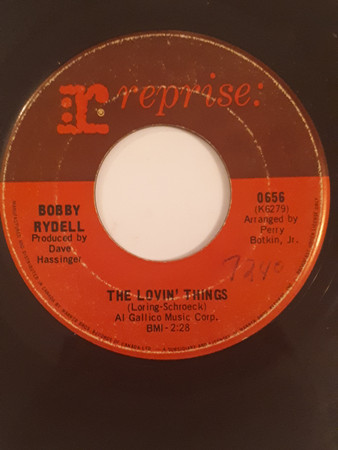 r reprise:
BOBBY
RYDELL
Produced by
Dave
Hassinger
0656
(K6279)
Arranged by
Perry
Botkin, Jr.
7240
THE LOVIN' THINGS
(Loring-Schroeck)
Al Gallico Music Corp.
BMI-2:28